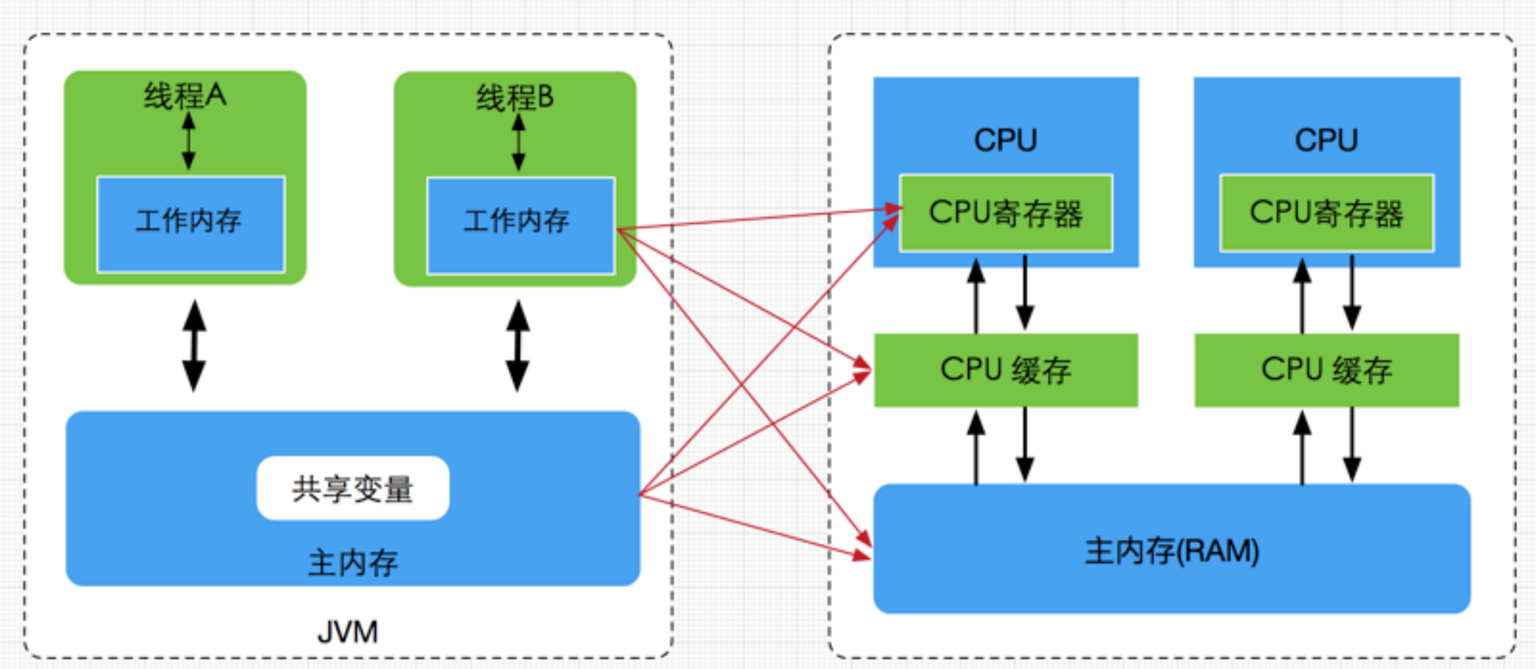 线程A
工作内存
线程B
工作内存
共享变量
主内存
JVM
CPU
CPU寄存器
CPU 缓存
CPU
CPU寄存器
CPU 缓存
主内存(RAM)